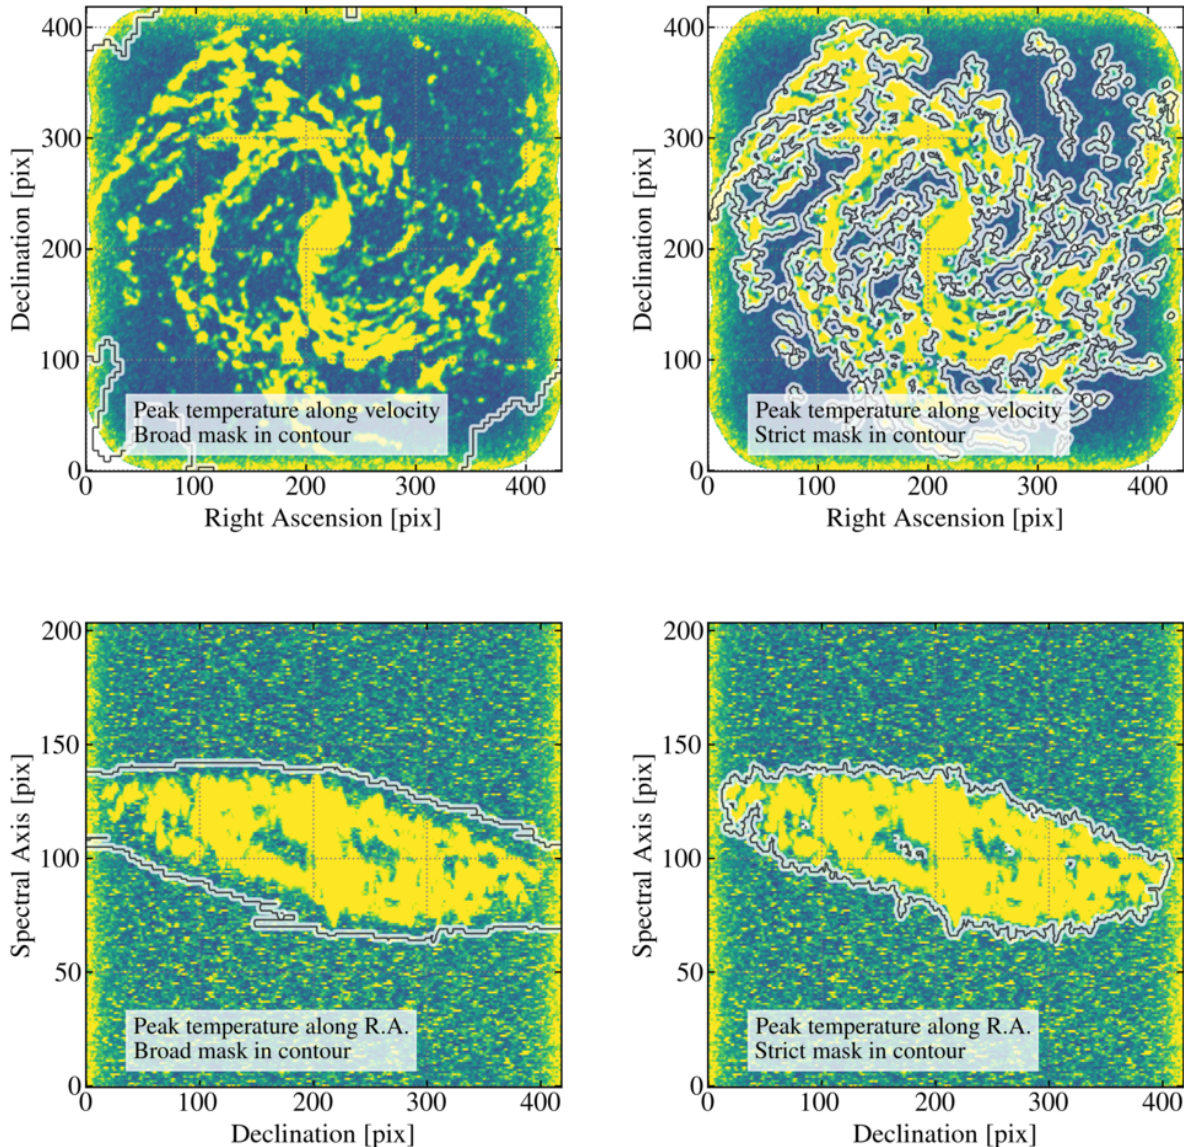 400
300
200
100
0
Declination [pix]
Peak temperature along velocity
Broad mask in contour
0 100 200 300 400
Right Ascension [pix]
400
300
200
100
0
Declination [pix]
Peak temperature along velocity
Strict mask in contour
0 100 200 300 400
Right Ascension [pix]
200
150
100
50
0
Spectral Axis [pix]
Peak temperature along R.A.
Broad mask in contour
0 100 200 300 400
Declination [pix]
200
150
100
50
0
Spectral Axis [pix]
Peak temperature along R.A.
Strict mask in contour
0 100 200 300 400
Declination [pix]